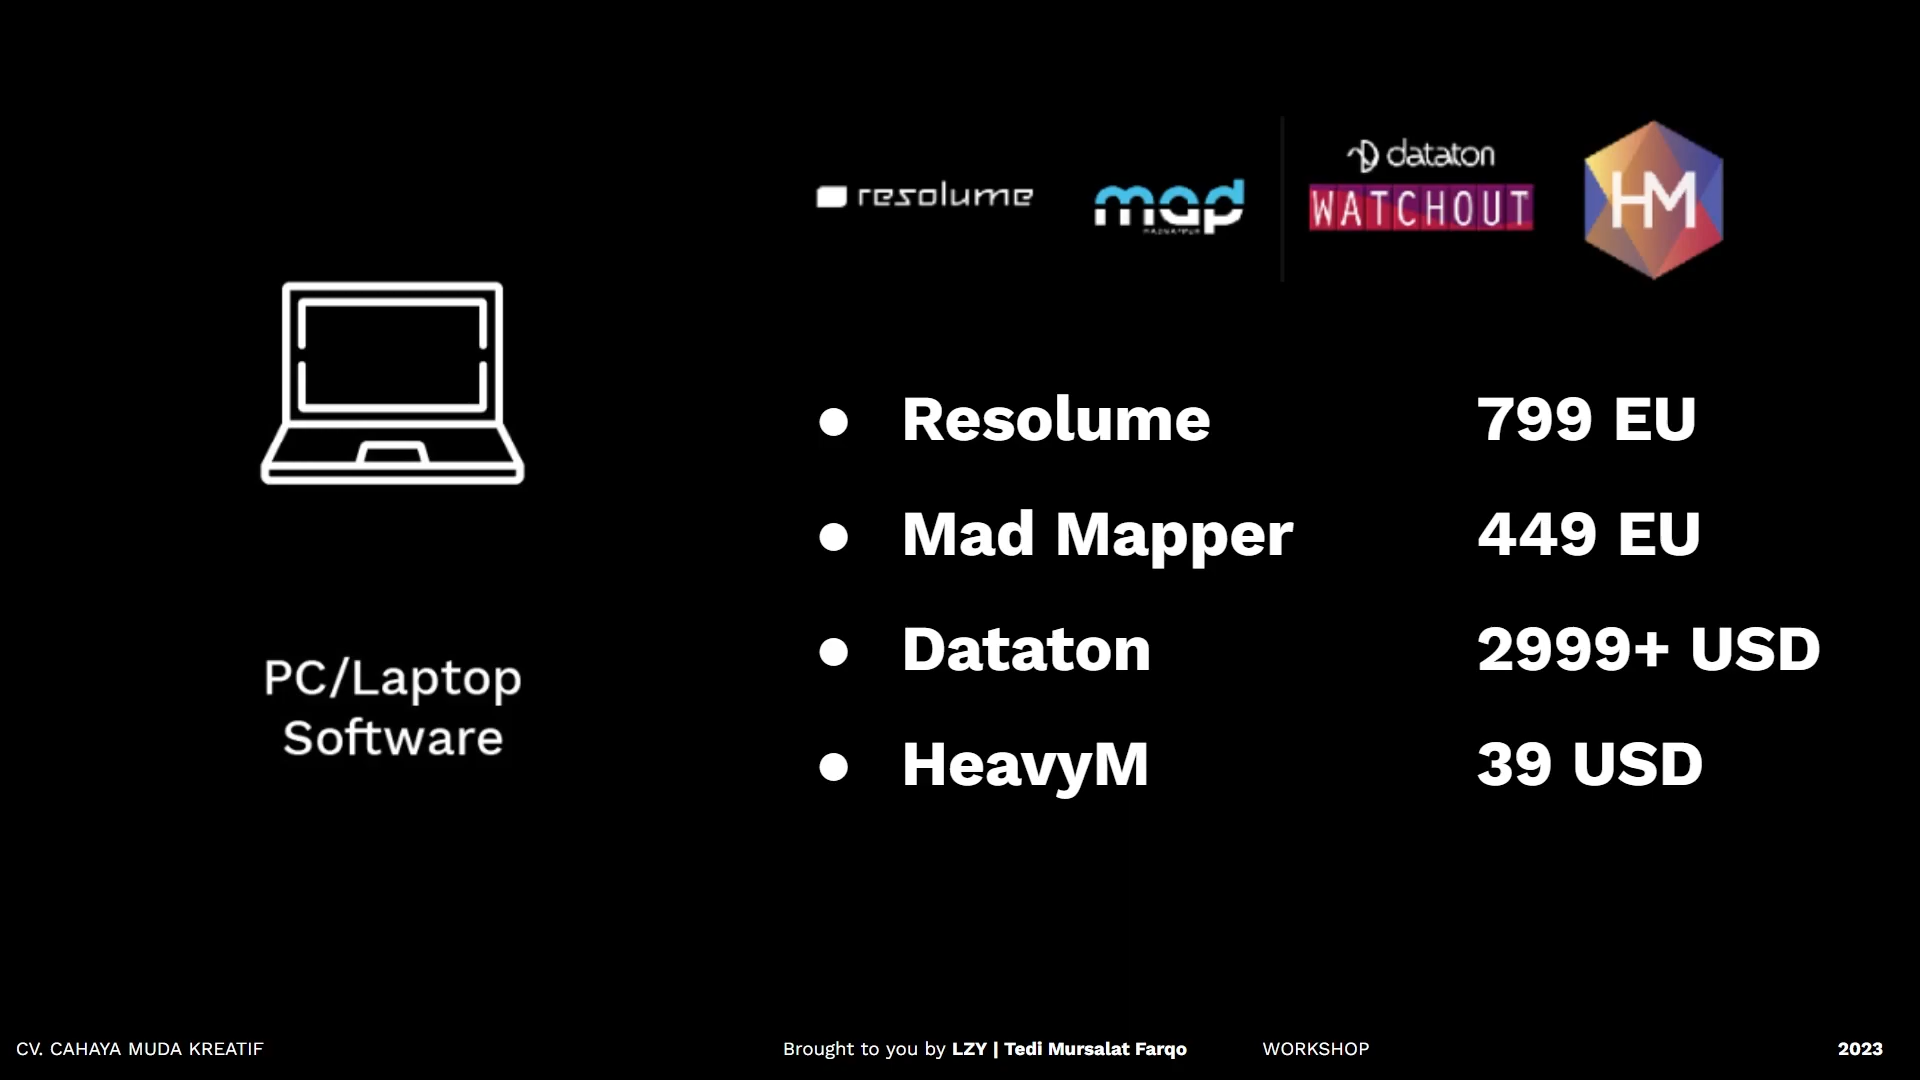 resolume
mad
dataton
WATCHOUT
HM
PC/Laptop
Software
● Resolume 799 EU
● Mad Mapper 449 EU
● Dataton 2999+ USD
● HeavyM 39 USD
CV. CAHAYA MUDA KREATIF
Brought to you by LZY | Tedi Mursalat Farqo
WORKSHOP
2023